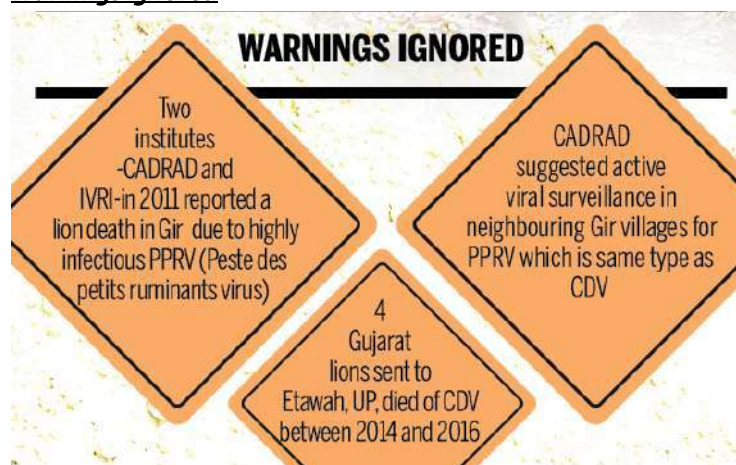 WARNINGS IGNORED
Two
institutes
-CADRAD and
IVRI-in 2011 reported a
lion death in Gir due to highly
infectious PPRV (Peste des
petits ruminants virus)
CADRAD
suggested active
viral surveillance in
neighbouring Gir villages for
PPRV which is same type as
CDV
4
Gujarat
lions sent to
Etawah, UP, died of CDV
between 2014 and 2016